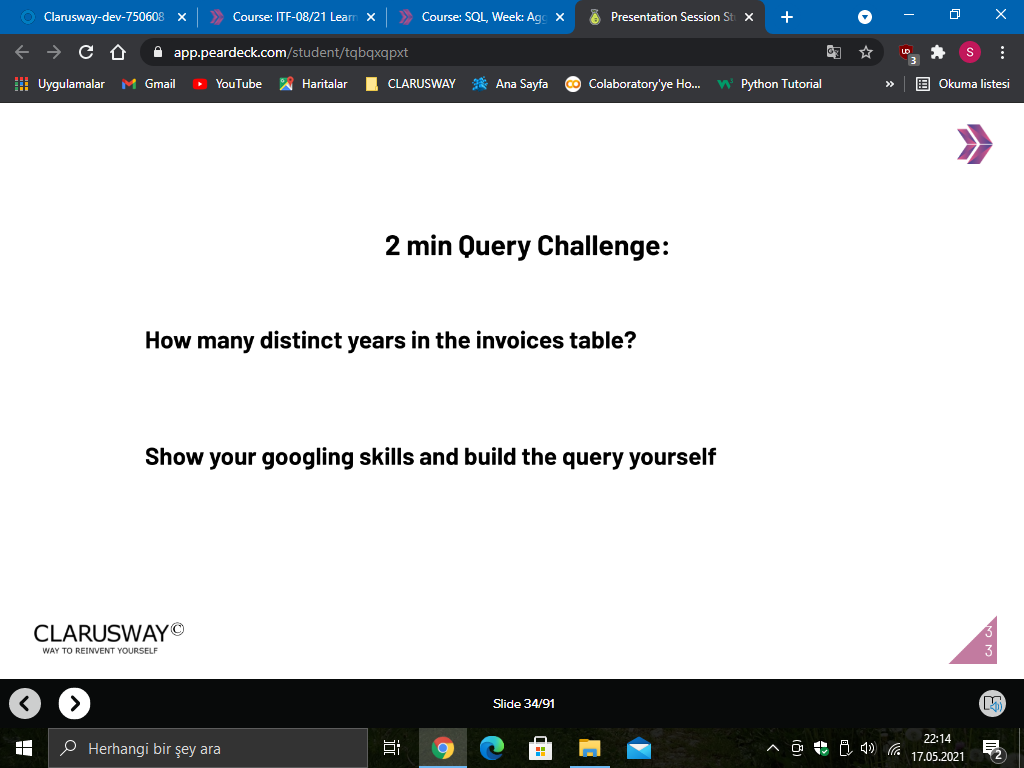 Clarusway-dev-750608
Course: ITF-08/21 Learn
Course: SQL, Week: Agg
Presentation Session St
app.peardeck.com/student/tqbqxqpxt
3
S
Uygulamalar
Gmail
YouTube
Haritalar
CLARUSWAY
Ana Sayfa
Colaboratory'ye Ho...
Python Tutorial
»
Okuma listesi
2 min Query Challenge:
How many distinct years in the invoices table?
Show your googling skills and build the query yourself
CLARUSWAY©
WAY TO REINVENT YOURSELF
3
3
Slide 34/91
Herhangi bir şey ara
22:14
17.05.2021
2